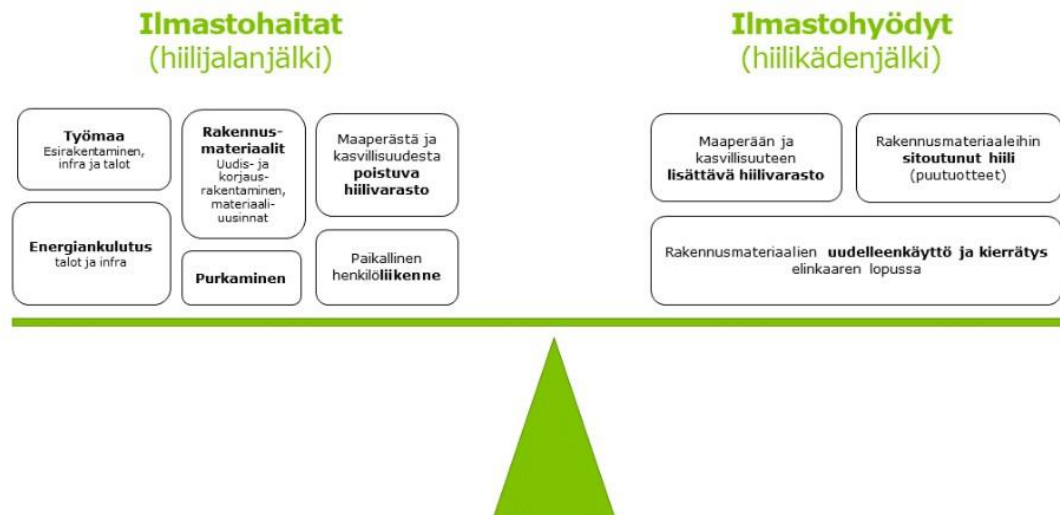 Ilmastohaitat
(hiilijalanjälki)
Työmaa
Esirakentaminen,
infra ja talot
Energiankulutus
talot ja infra
Rakennus-
materiaalit
Uudis- ja
korjaus-
rakentaminen,
materiaali-
uusinnat
Purkaminen
Maaperästä ja
kasvillisuudesta
poistuva
hiilivarasto
Paikallinen
henkilöliikenne
Ilmastohyödyt
(hiilikädenjälki)
Maaperään ja
kasvillisuuteen
lisättävä hiilivarasto
Rakennusmateriaaleihin
sitoutunut hiili
(puutuotteet)
Rakennusmateriaalien uudelleenkäyttö ja kierrätys
elinkaaren lopussa